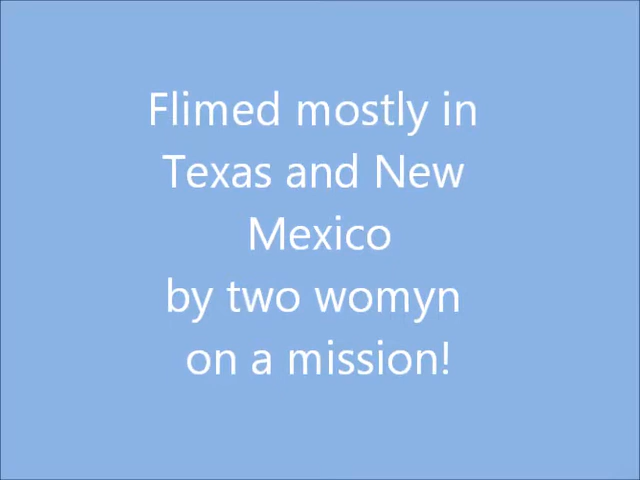 Flimed mostly in
Texas and New
Mexico
by two womyn
on a mission!